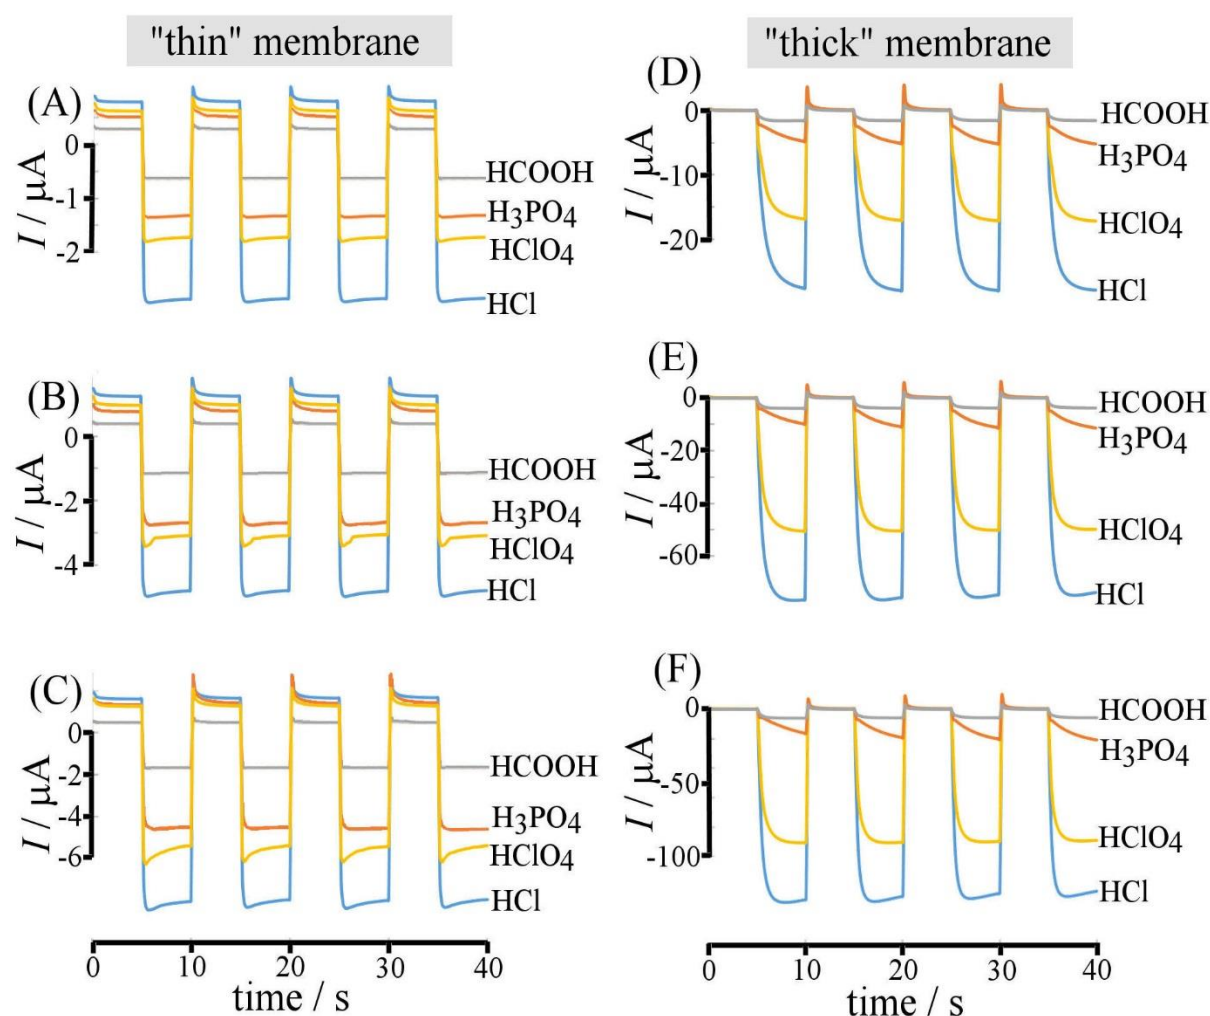 "thin" membrane
"thick" membrane
(A)
I / μA
0
-1
-2
HCOOH
H₃PO₄
HClO₄
HCl
(D)
I / μA
0
-10
-20
HCOOH
H₃PO₄
HClO₄
HCl
(B)
I / μA
0
-2
-4
HCOOH
H₃PO₄
HClO₄
HCl
(E)
I / μA
0
-20
-40
-60
HCOOH
H₃PO₄
HClO₄
HCl
(C)
I / μA
0
-2
-4
-6
HCOOH
H₃PO₄
HClO₄
HCl
(F)
I / μA
0
-50
-100
HCOOH
H₃PO₄
HClO₄
HCl
0 10 20 30 40
time / s
0 10 20 30 40
time / s